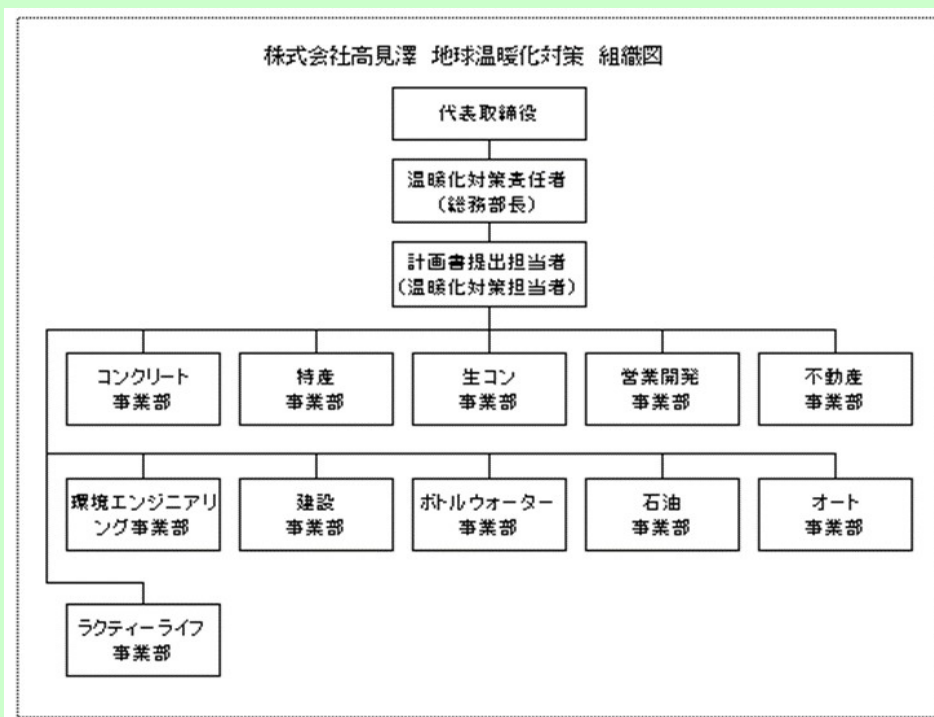 株式会社高見澤 地球温暖化対策 組織図
代表取締役
温暖化対策責任者
(総務部長)
計画書提出担当者
(温暖化対策担当者)
コンクリート
事業部
特産
事業部
生コン
事業部
営業開発
事業部
不動産
事業部
環境エンジニアリ
ング事業部
建設
事業部
ボトルウォーター
事業部
石油
事業部
オート
事業部
ラクティーライフ
事業部